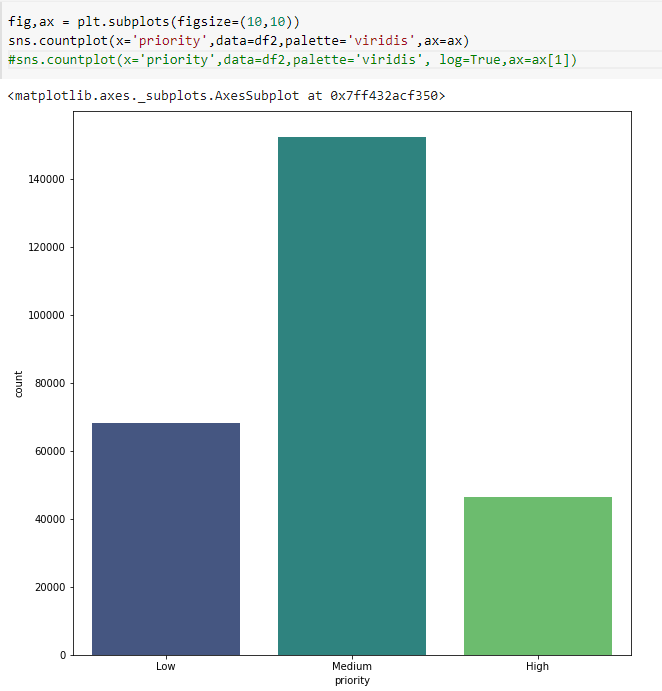 fig,ax = plt.subplots(figsize=(10,10))
sns.countplot(x='priority',data=df2,palette='viridis',ax=ax)
#sns.countplot(x='priority',data=df2,palette='viridis', log=True,ax=ax[1])
<matplotlib.axes._subplots.AxesSubplot at 0x7ff432acf350>
140000
120000
100000
80000
60000
40000
20000
0
count
Low Medium High
priority